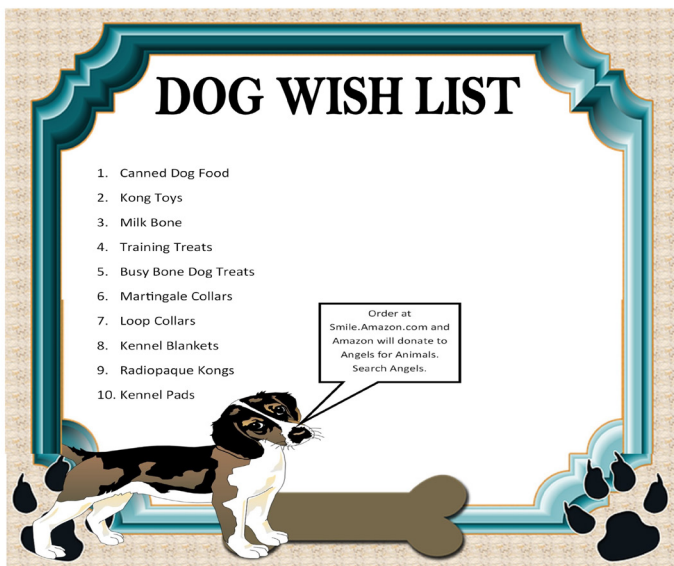 DOG WISH LIST
1. Canned Dog Food
2. Kong Toys
3. Milk Bone
4. Training Treats
5. Busy Bone Dog Treats
6. Martingale Collars
7. Loop Collars
8. Kennel Blankets
9. Radiopaque Kongs
10. Kennel Pads
Order at
Smile.Amazon.com and
Amazon will donate to
Angels for Animals.
Search Angels.